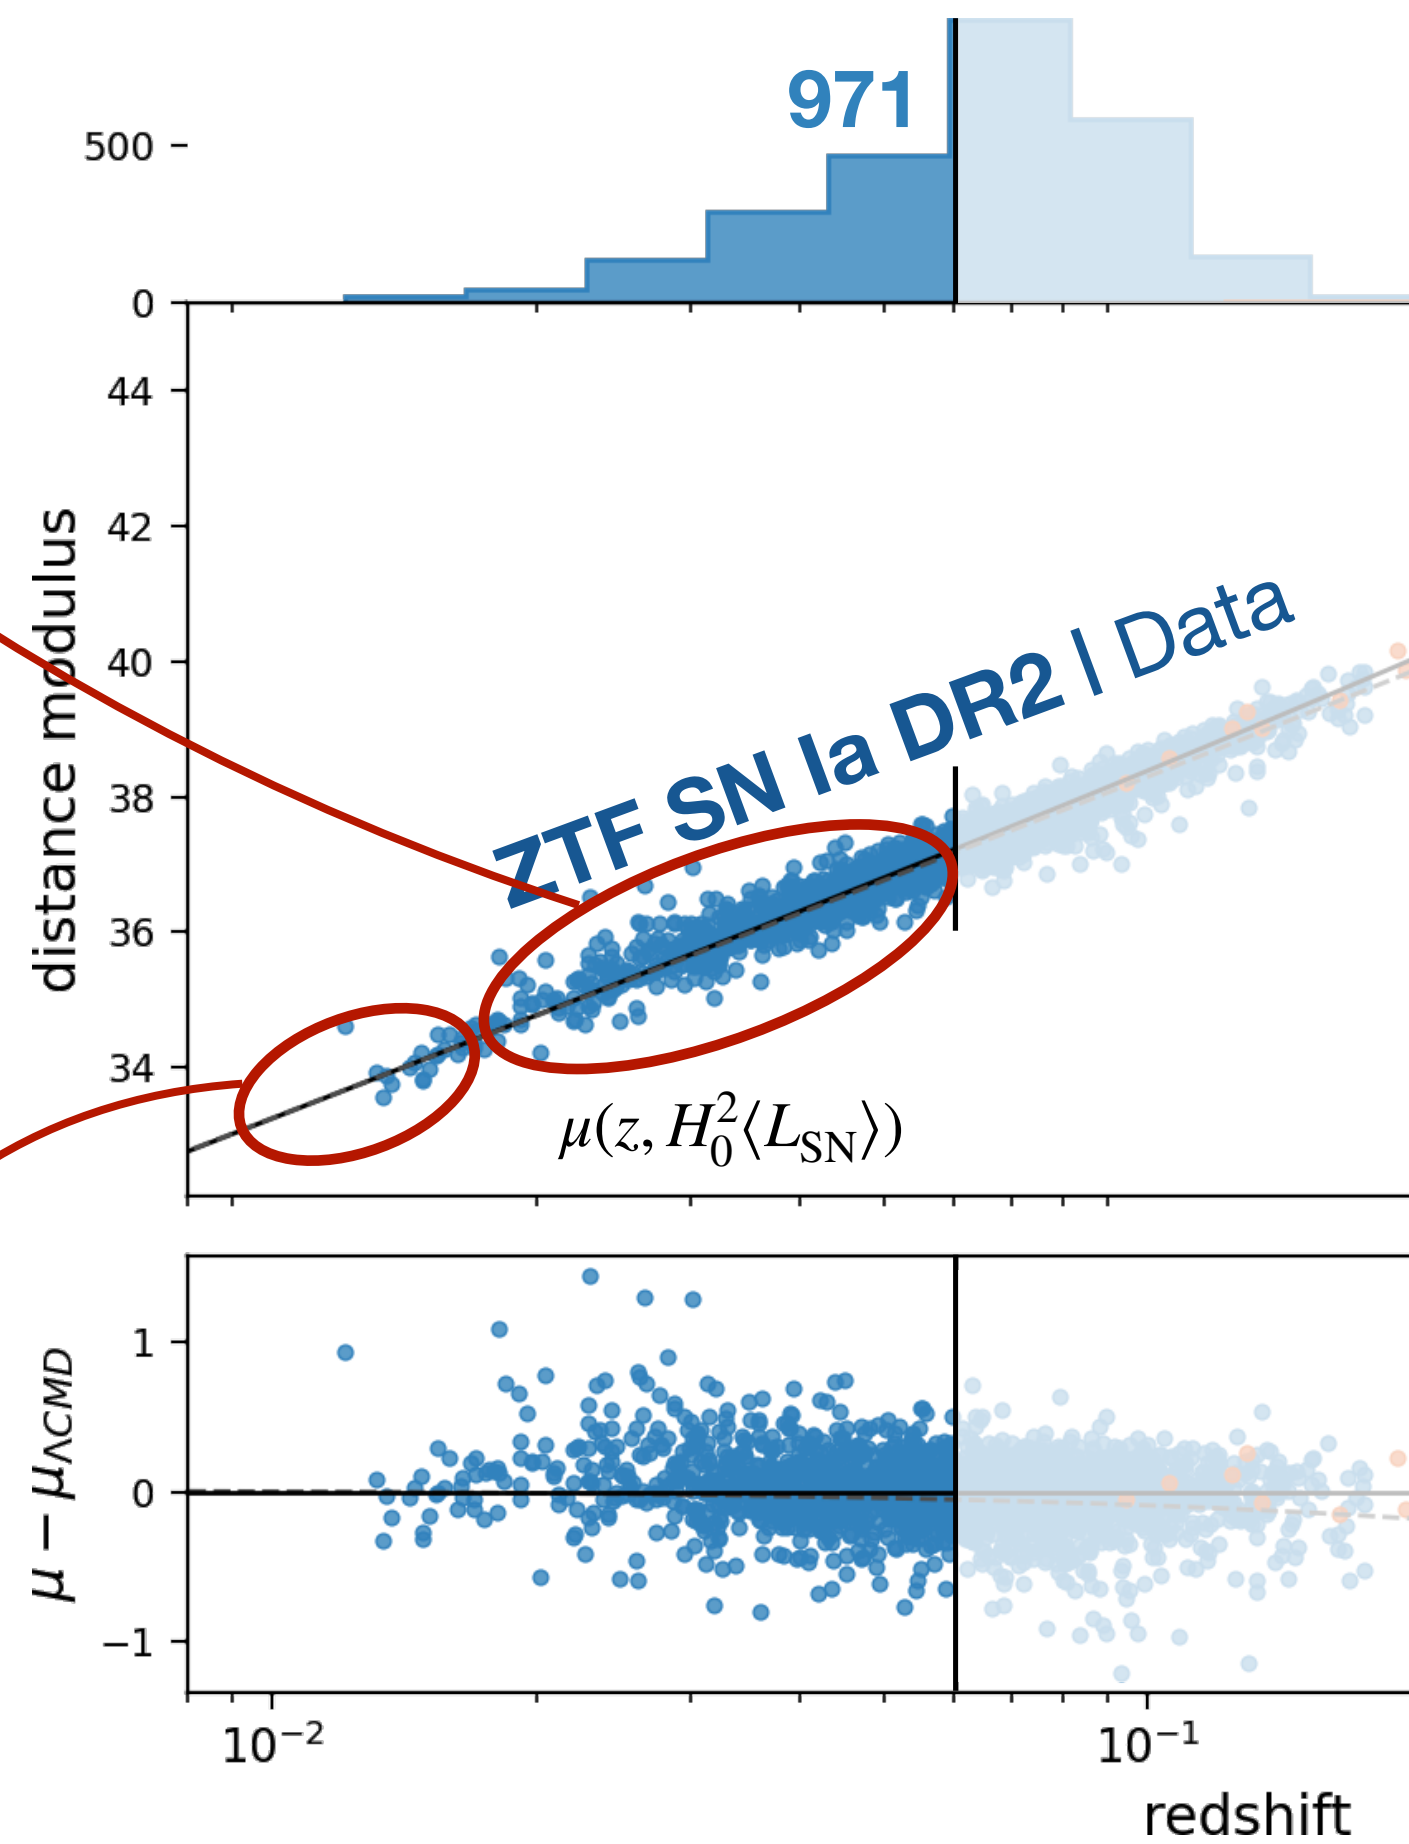 971
500
0
44
42
40
38
36
34
distance modulus
ZTF SN Ia DR2 | Data
μ(z, H₀²⟨L_SN⟩)
1
0
−1
μ − μ_ΛCMD
10⁻²
10⁻¹
redshift